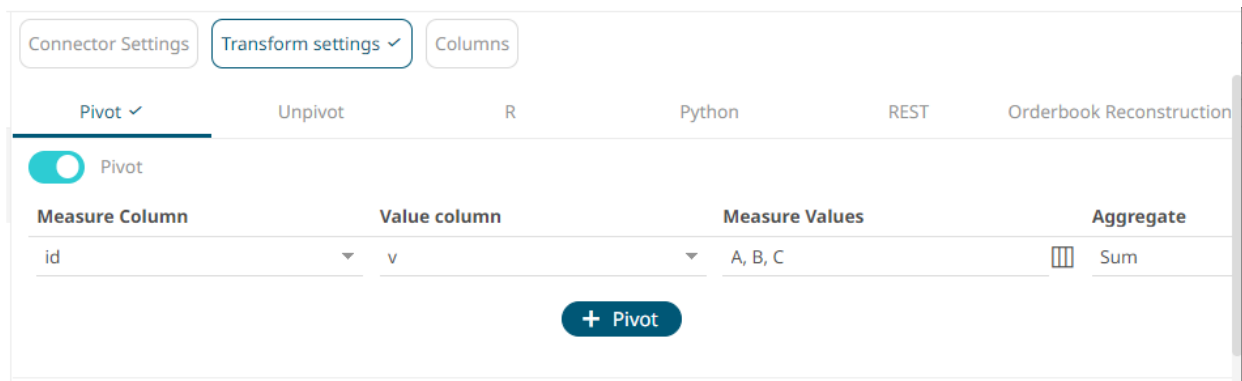 Connector Settings Transform settings Columns
Pivot Unpivot R Python REST Orderbook Reconstruction
Pivot
Measure Column Value column Measure Values Aggregate
id v A, B, C Sum
+ Pivot